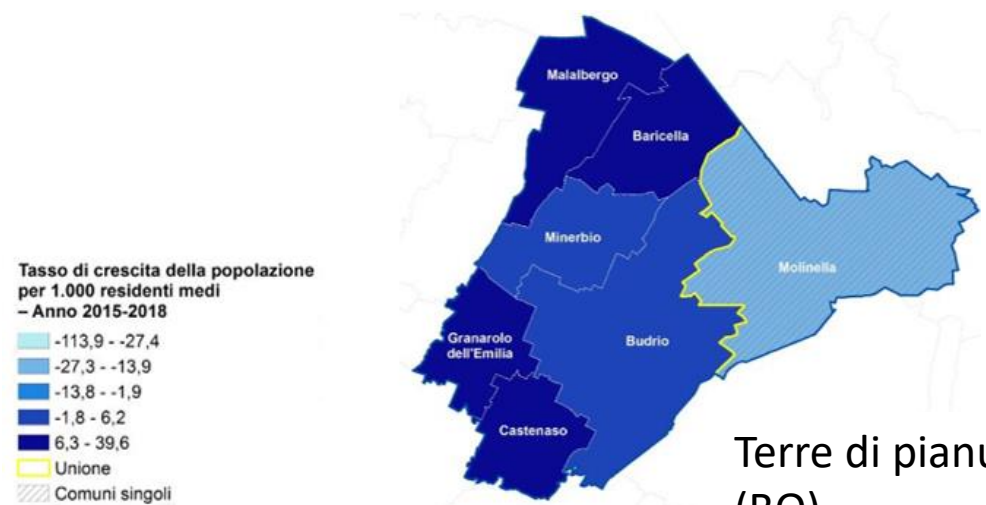 Malalbergo
Baricella
Minerbio
Molinella
Granarolo
dell'Emilia
Budrio
Castenaso
Tasso di crescita della popolazione
per 1.000 residenti medi
– Anno 2015-2018
-113,9 - -27,4
-27,3 - -13,9
-13,8 - -1,9
-1,8 - 6,2
6,3 - 39,6
Unione
Comuni singoli
Terre di pianu